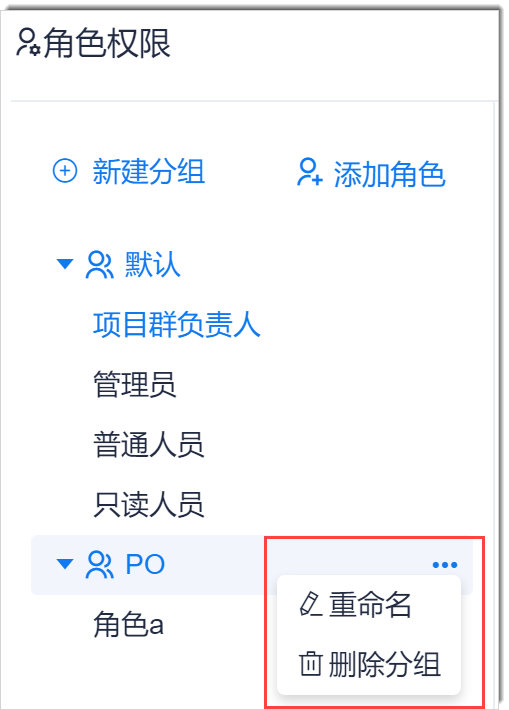 角色权限
新建分组 添加角色
默认
项目群负责人
管理员
普通人员
只读人员
PO
角色a
重命名
删除分组